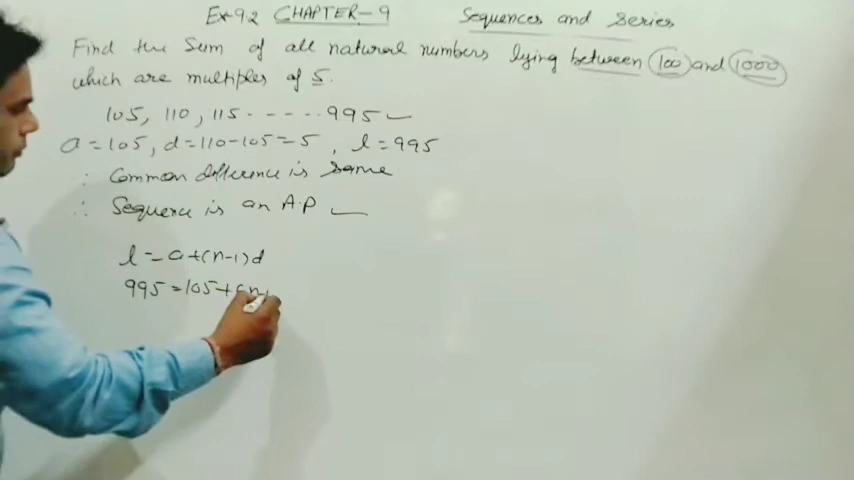 Ex-9.2 CHAPTER-9 Sequences and Series
Find the Sum of all natural numbers lying between 100 and 1000
which are multiples of 5.
105, 110, 115 - - - - - . 995
a = 105, d = 110-105 = 5 , l = 995
∴ Common difference is same
∴ Sequence is an A.P
l = a + (n-1) d
995 = 105 + (n-1